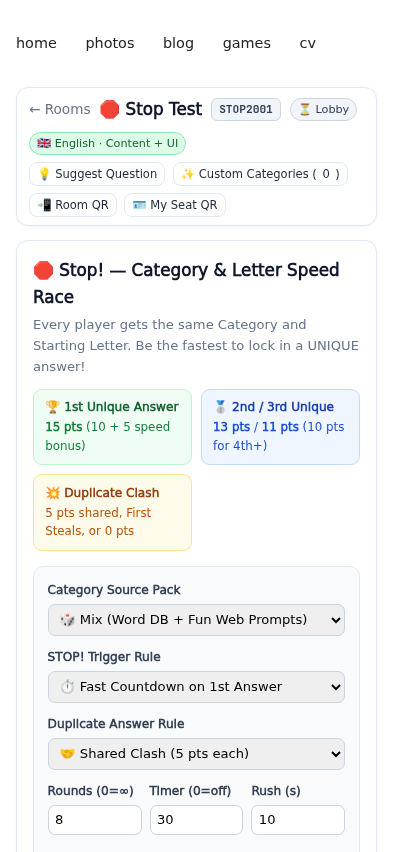 home photos blog games cv
← Rooms 🛑 Stop Test STOP2001 ⏳ Lobby
🇬🇧 English · Content + UI
💡 Suggest Question ✨ Custom Categories ( 0 )
📲 Room QR 🪪 My Seat QR
🛑 Stop! — Category & Letter Speed
Race
Every player gets the same Category and
Starting Letter. Be the fastest to lock in a UNIQUE
answer!
🏆 1st Unique Answer
15 pts (10 + 5 speed
bonus)
🥈 2nd / 3rd Unique
13 pts / 11 pts (10 pts
for 4th+)
💥 Duplicate Clash
5 pts shared, First
Steals, or 0 pts
Category Source Pack
🎲 Mix (Word DB + Fun Web Prompts)
STOP! Trigger Rule
⏱️ Fast Countdown on 1st Answer
Duplicate Answer Rule
🤝 Shared Clash (5 pts each)
Rounds (0=∞) Timer (0=off) Rush (s)
8 30 10